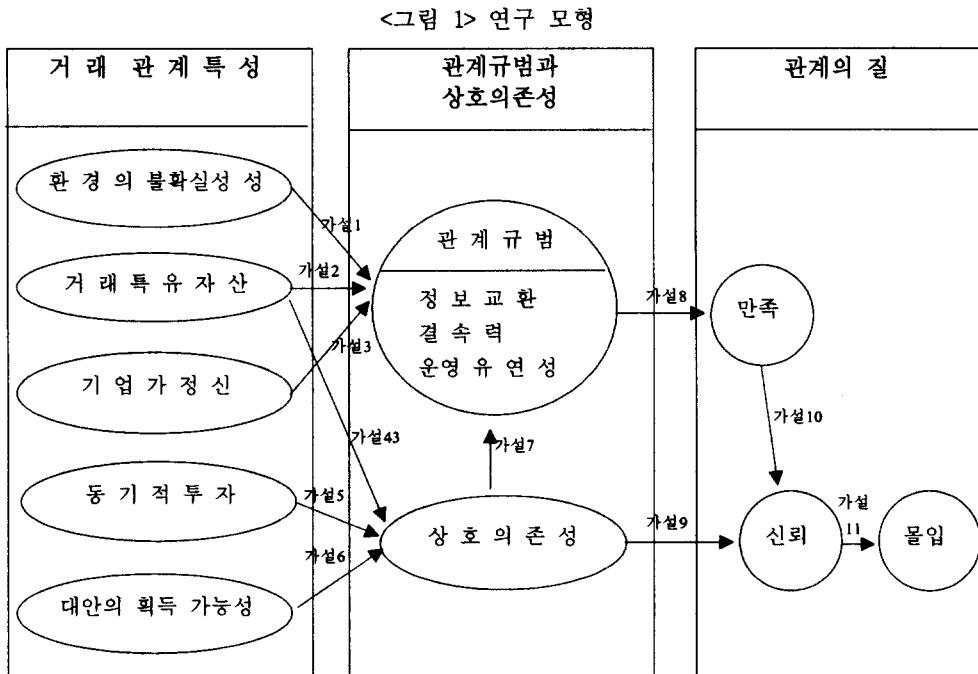 <그림 1> 연구 모형
거 래 관계특성
관계규범과
상호의존성
관계의 질
환 경 의 불확실성 성
거 래 특 유 자 산
기 업 가 정 신
동 기 적 투 자
대안의 획득 가능성
가설1
가설2
가설3
가설43
가설5
가설6
관 계 규 범
정 보 교 환
결 속 력
운영 유 연 성
가설7
상 호 의 존 성
가설8
가설9
만족
가설10
신뢰
가설
11
몰입